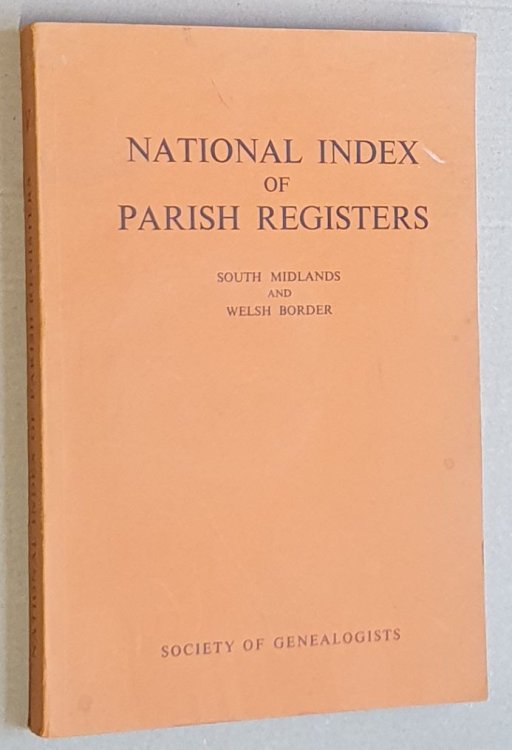 NATIONAL INDEX
OF
PARISH REGISTERS
SOUTH MIDLANDS
AND
WELSH BORDER
SOCIETY OF GENEALOGISTS